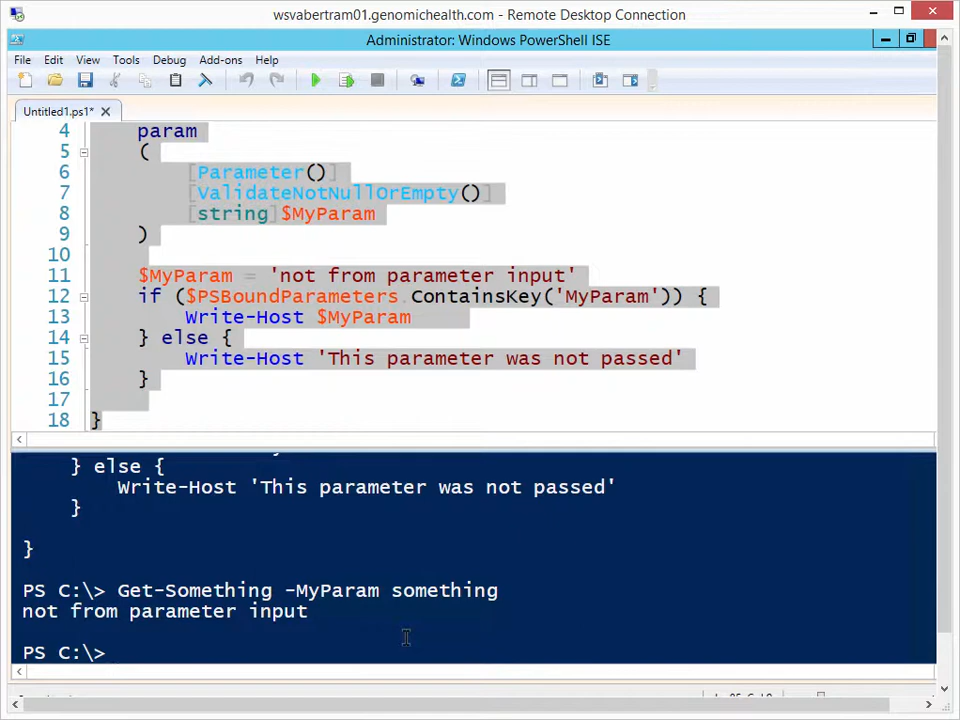 wsvabertram01.genomichealth.com - Remote Desktop Connection
Administrator: Windows PowerShell ISE
File Edit View Tools Debug Add-ons Help
Untitled1.ps1*
4 param
5 (
6 [Parameter()]
7 [ValidateNotNullOrEmpty()]
8 [string]$MyParam
9 )
10
11 $MyParam = 'not from parameter input'
12 if ($PSBoundParameters.ContainsKey('MyParam')) {
13 Write-Host $MyParam
14 } else {
15 Write-Host 'This parameter was not passed'
16 }
17
18 }
} else {
Write-Host 'This parameter was not passed'
}
}
PS C:\> Get-Something -MyParam something
not from parameter input
PS C:\>